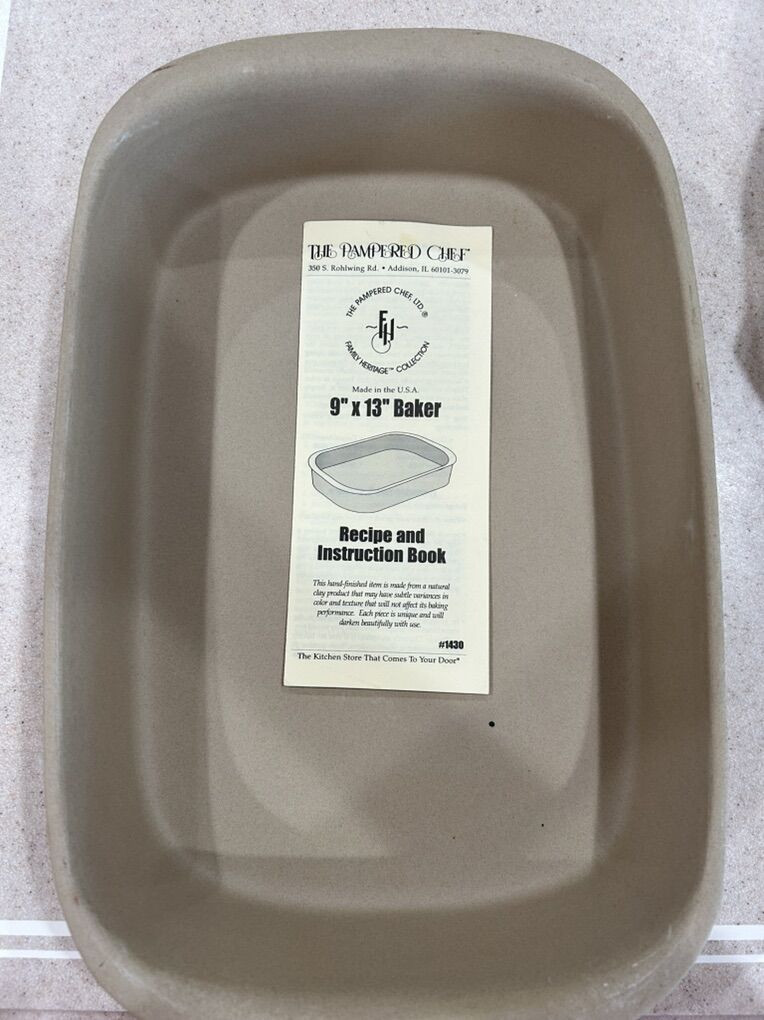 THE PAMPERED CHEF®
350 S. Rohlwing Rd. • Addison, IL 60101-3079
THE PAMPERED CHEF, LTD.®
FH
FAMILY HERITAGE™ COLLECTION
Made in the U.S.A.
9" x 13" Baker
Recipe and
Instruction Book
This hand-finished item is made from a natural
clay product that may have subtle variances in
color and texture that will not affect its baking
performance. Each piece is unique and will
darken beautifully with use.
#1430
The Kitchen Store That Comes To Your Door®